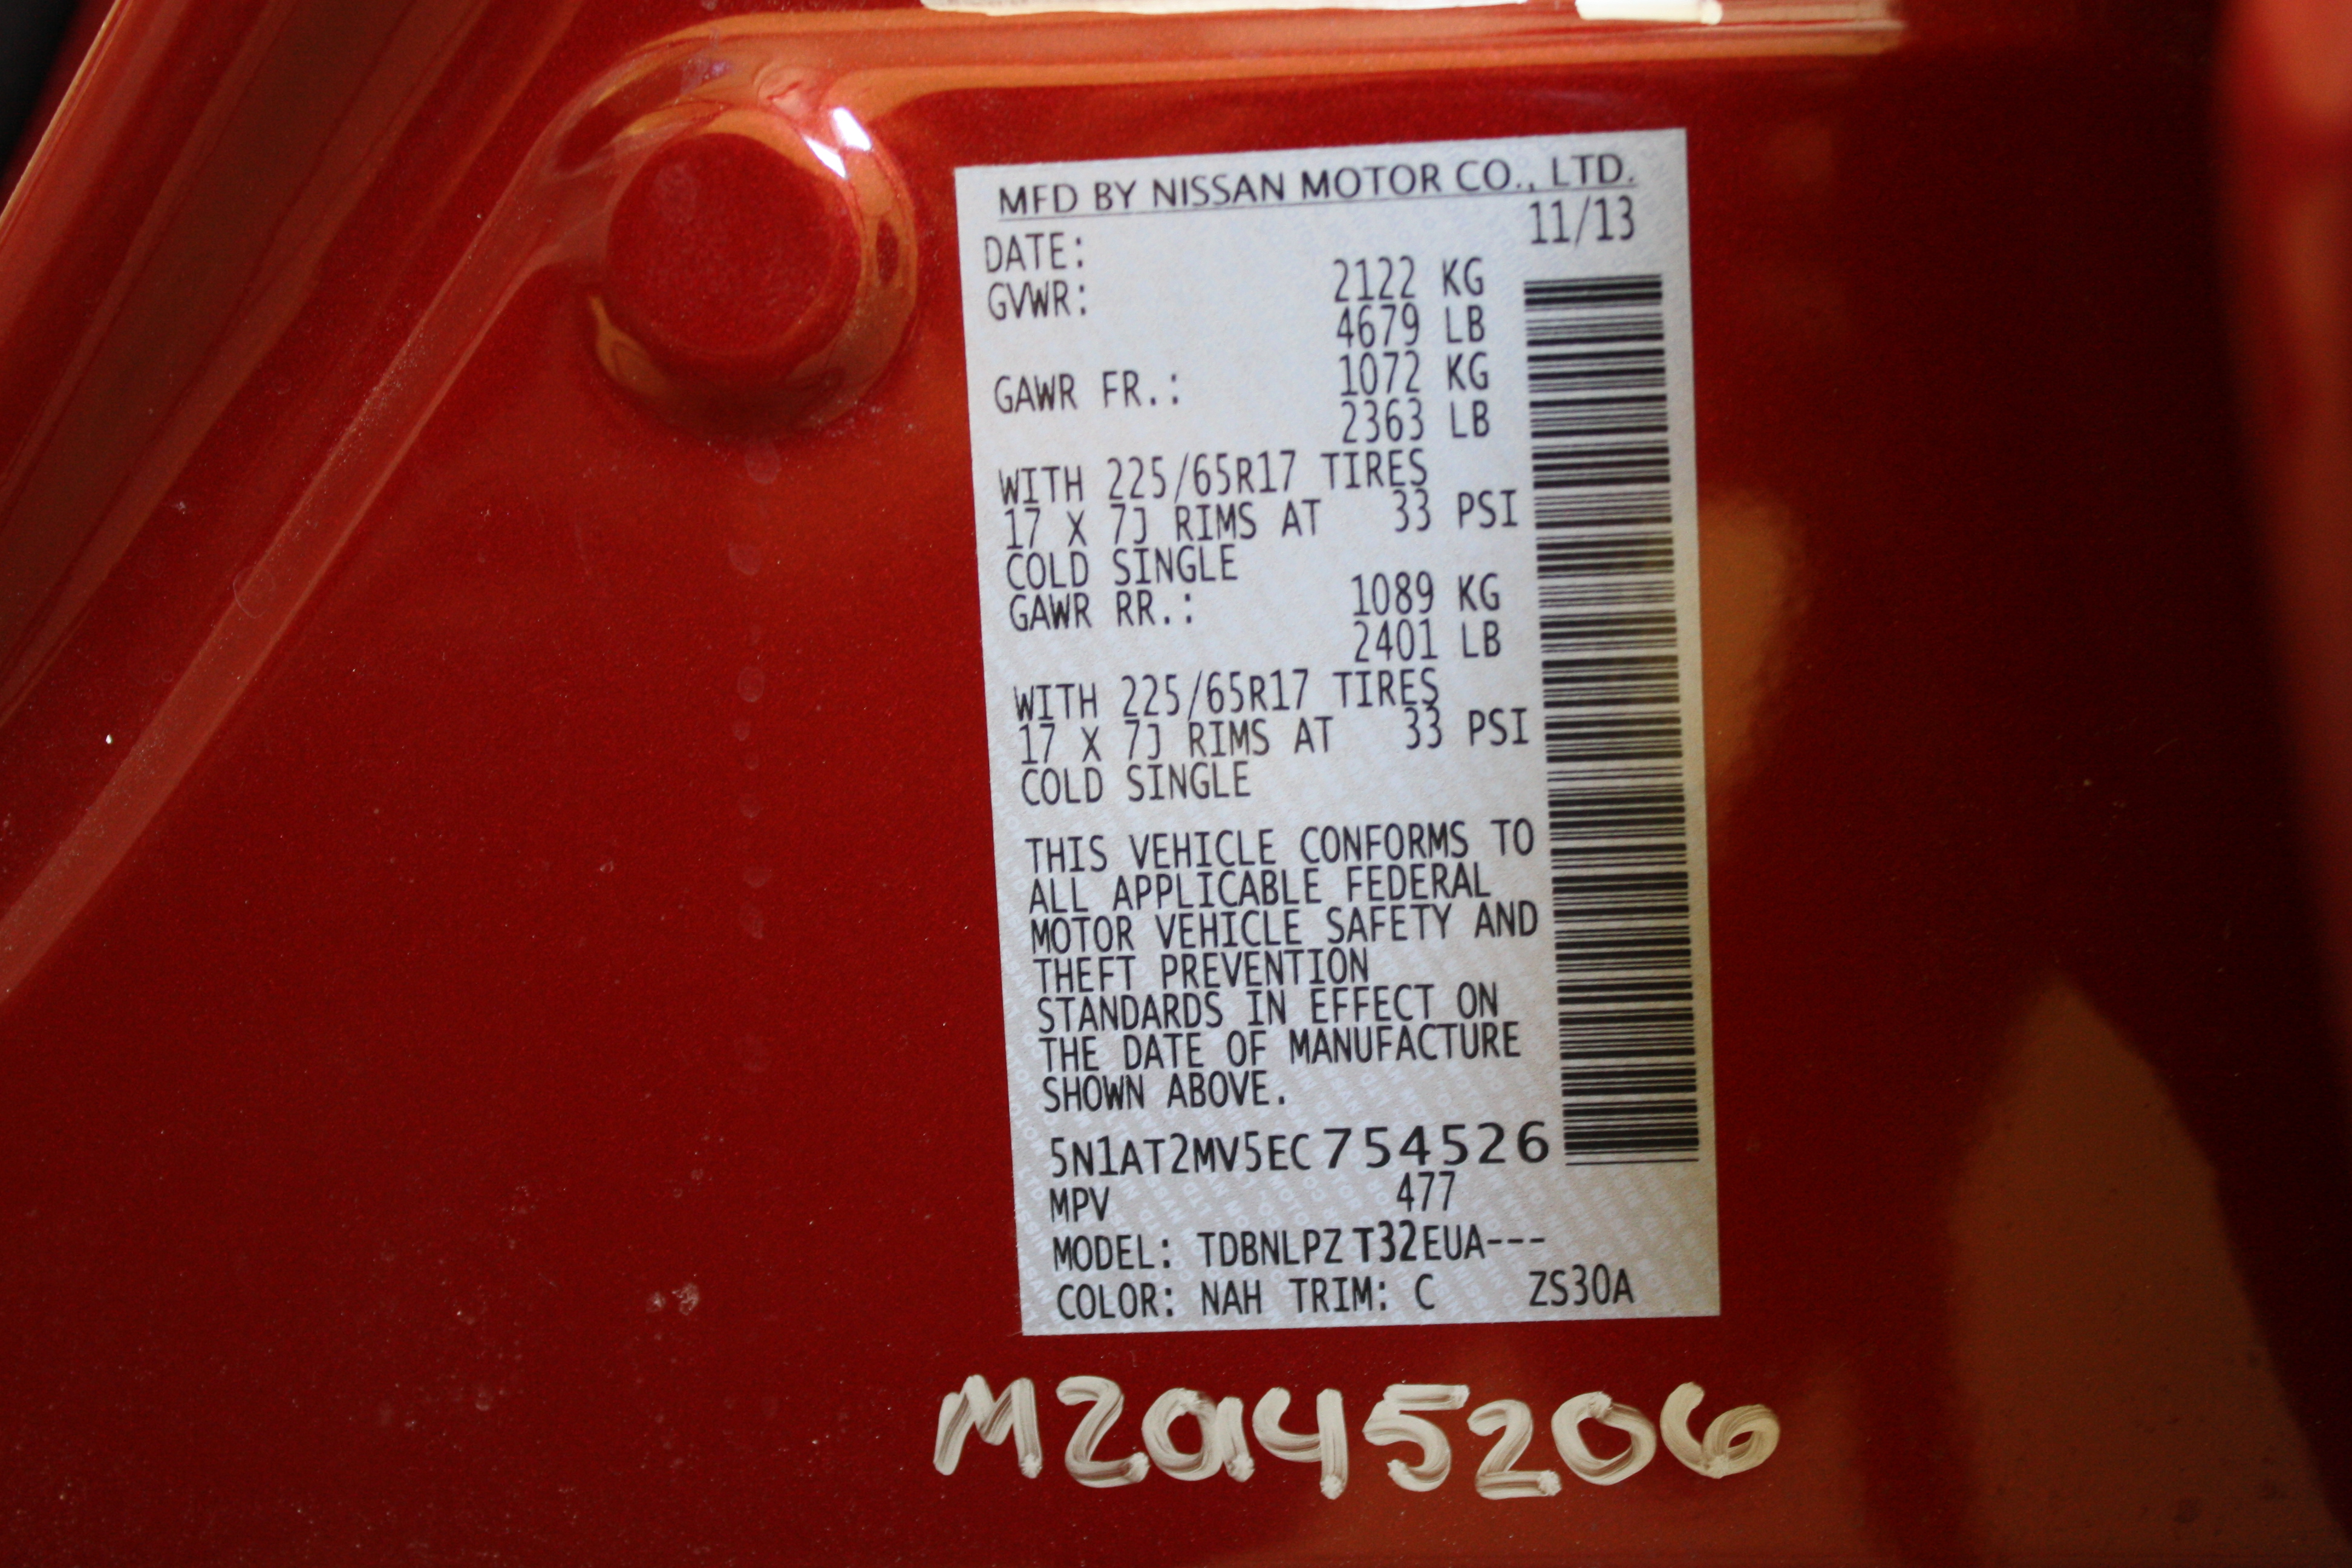 MFD BY NISSAN MOTOR CO., LTD.
DATE: 11/13
GVWR: 2122 KG
4679 LB
GAWR FR.: 1072 KG
2363 LB
WITH 225/65R17 TIRES
17 X 7J RIMS AT 33 PSI
COLD SINGLE
GAWR RR.: 1089 KG
2401 LB
WITH 225/65R17 TIRES
17 X 7J RIMS AT 33 PSI
COLD SINGLE
THIS VEHICLE CONFORMS TO
ALL APPLICABLE FEDERAL
MOTOR VEHICLE SAFETY AND
THEFT PREVENTION
STANDARDS IN EFFECT ON
THE DATE OF MANUFACTURE
SHOWN ABOVE.
5N1AT2MV5EC754526
MPV 477
MODEL: TDBNLPZ T32EUA---
COLOR: NAH TRIM: C ZS30A
M2a45206